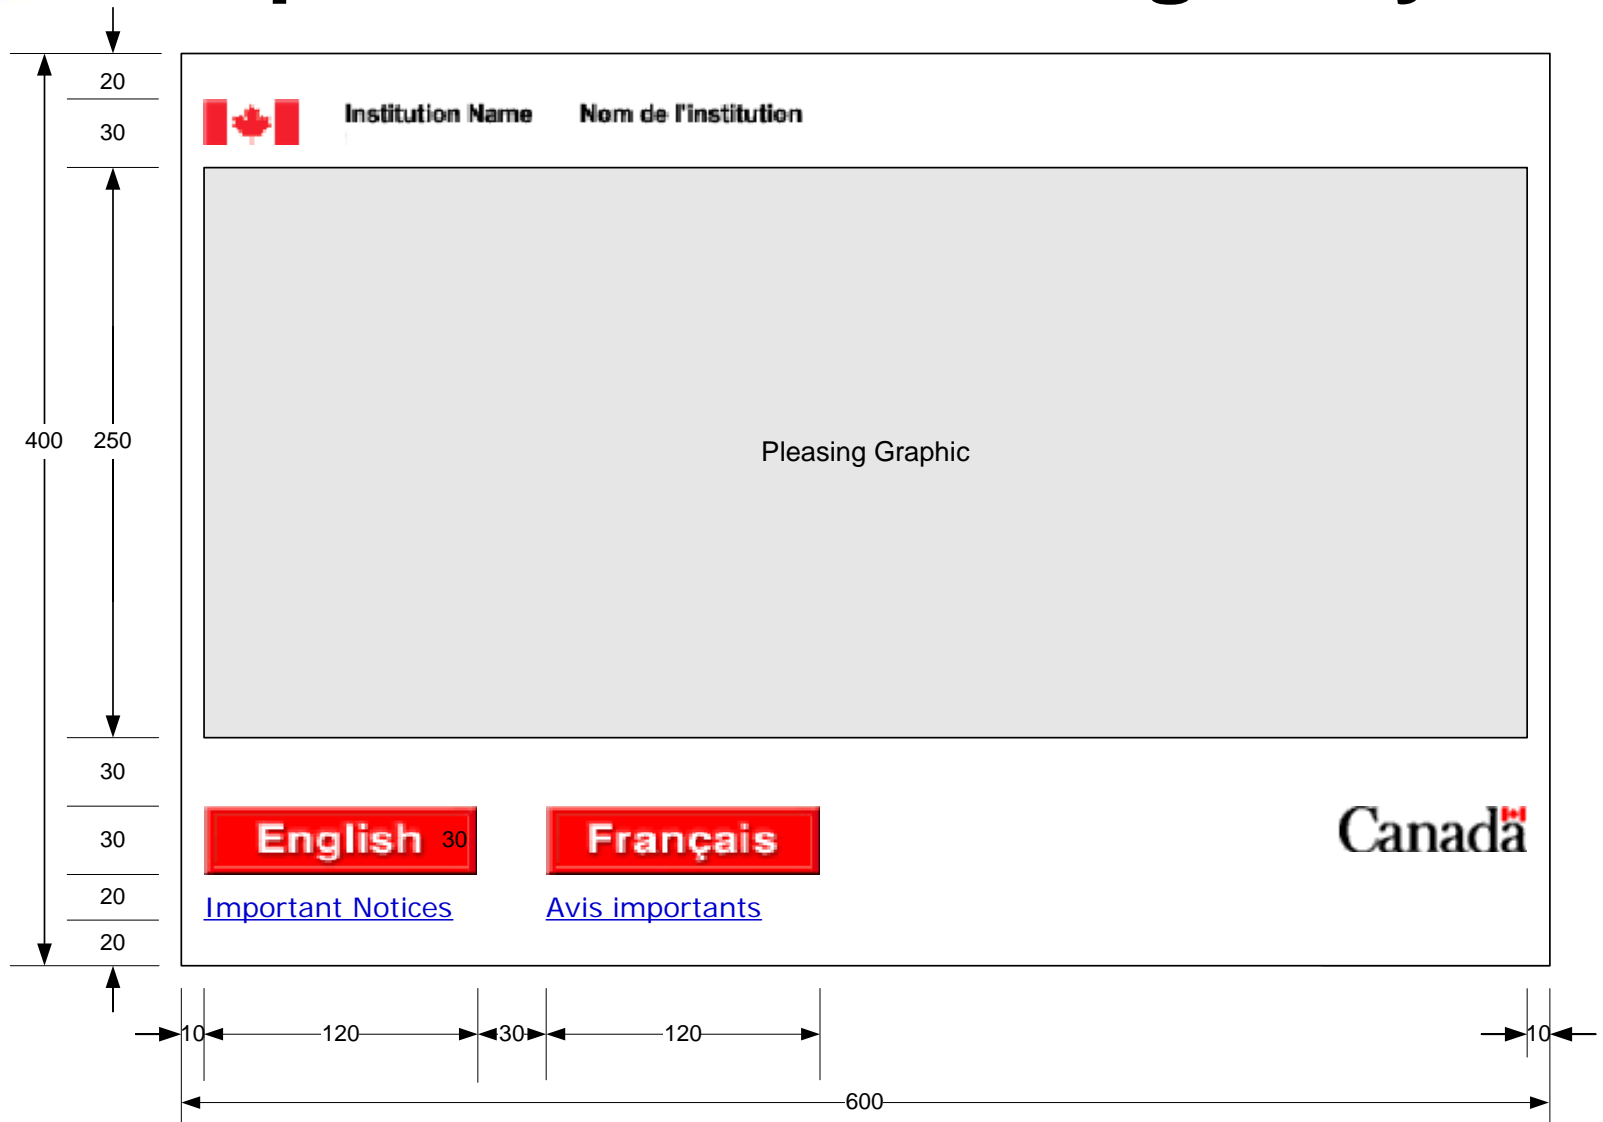 20
Institution Name Nom de l'institution
30
400 250
Pleasing Graphic
30
30
English 30 Français
Canada
20
Important Notices Avis importants
20
10 120 30 120 10
600